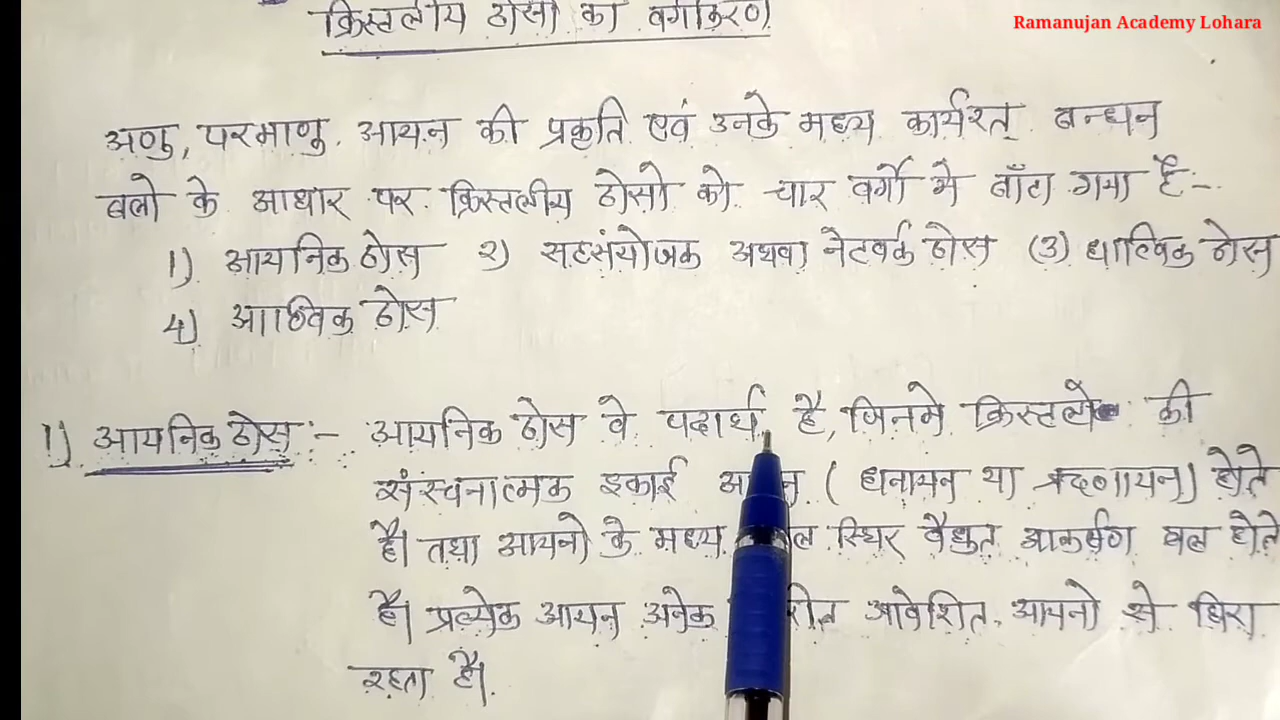 क्रिस्टलीय ठोसो का वर्गीकरण
Ramanujan Academy Lohara
अणु, परमाणु, आयन की प्रकृति एवं उनके मध्य कार्यरत् बन्धन
बलो के आधार पर क्रिस्तलीय ठोसो को चार वर्गों मे बाँटा गया है:-
1) आयनिक ठोस २) सहसंयोजक अथवा नेटवर्क ठोस (3) धात्विक ठोस
4) आण्विक ठोस
1) आयनिक ठोस :- आयनिक ठोस वे पदार्थ है, जिनमे क्रिस्टलो की
संरचनात्मक इकाई ( धनायन या ऋणायन) होते
है। तथा आयनो के मध्य स्थिर वैधुत आकर्षण बल होते
है। प्रत्येक आयन अनेक आवेशित आयनो से घिरा
रहता है।